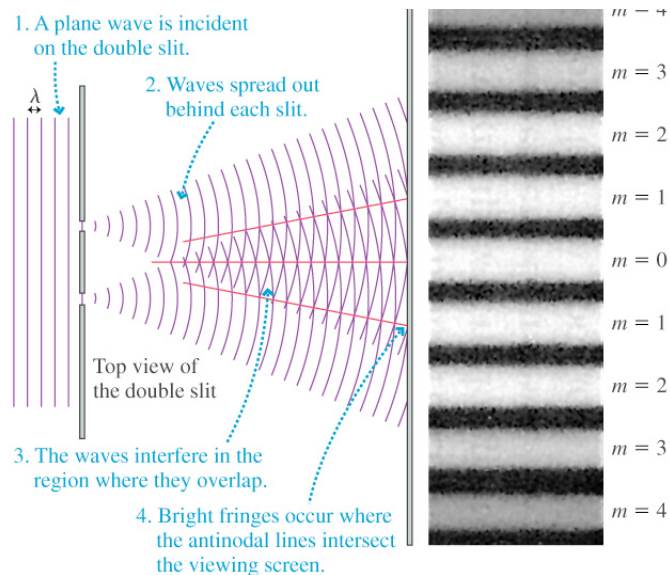 1. A plane wave is incident
on the double slit.
λ
2. Waves spread out
behind each slit.
Top view of
the double slit
3. The waves interfere in the
region where they overlap.
4. Bright fringes occur where
the antinodal lines intersect
the viewing screen.
m = 4
m = 3
m = 2
m = 1
m = 0
m = 1
m = 2
m = 3
m = 4